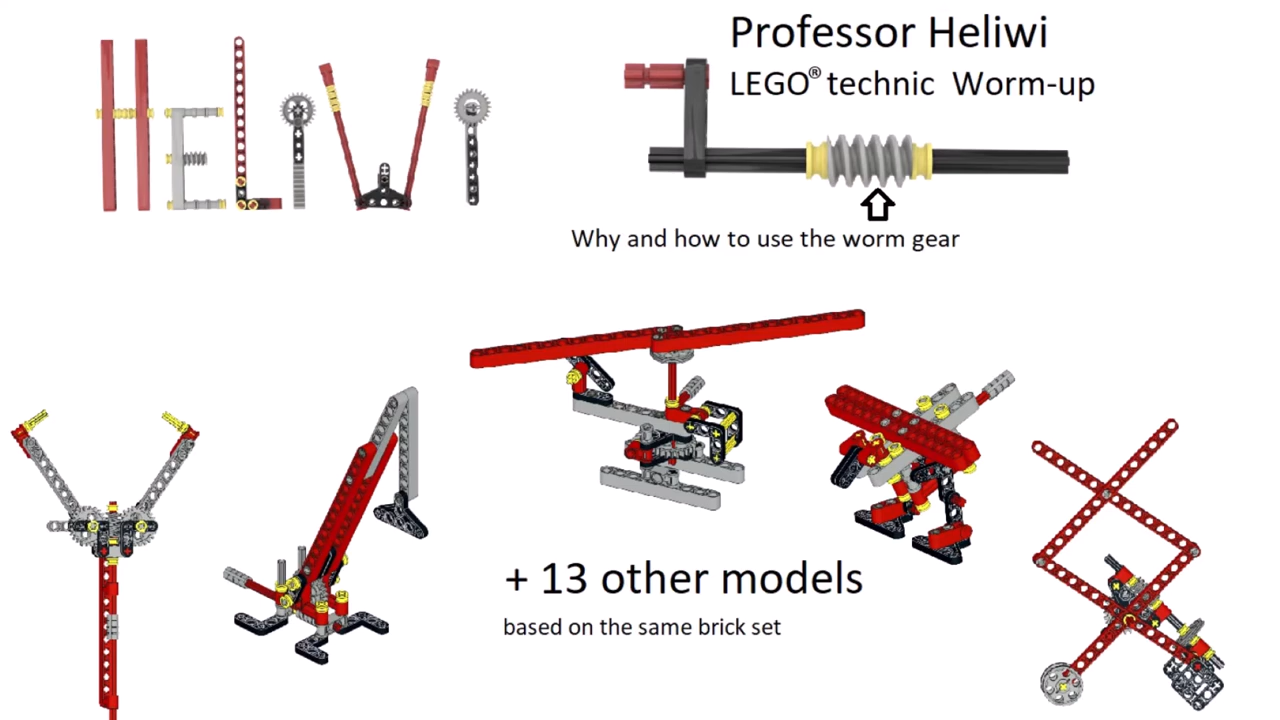 HELiWi
Professor Heliwi
LEGO® technic Worm-up
Why and how to use the worm gear
+ 13 other models
based on the same brick set